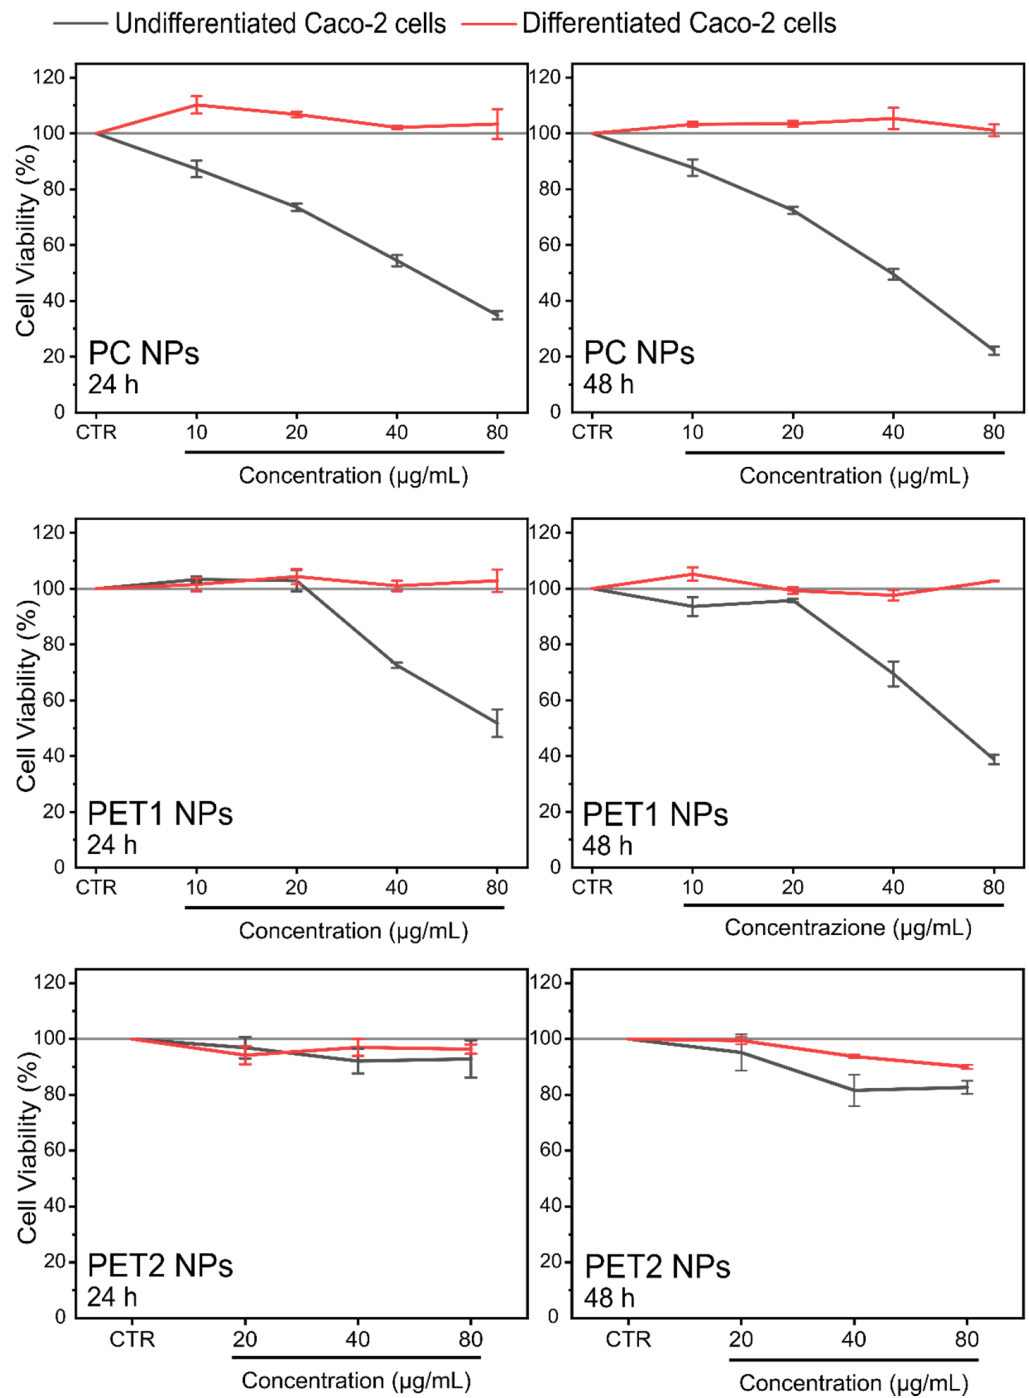 Undifferentiated Caco-2 cells Differentiated Caco-2 cells
Cell Viability (%)
120
100
80
60
40
20
0
PC NPs
24 h
CTR 10 20 40 80
Concentration (µg/mL)
120
100
80
60
40
20
0
PC NPs
48 h
CTR 10 20 40 80
Concentration (µg/mL)
Cell Viability (%)
120
100
80
60
40
20
0
PET1 NPs
24 h
CTR 10 20 40 80
Concentration (µg/mL)
120
100
80
60
40
20
0
PET1 NPs
48 h
CTR 10 20 40 80
Concentrazione (µg/mL)
Cell Viability (%)
120
100
80
60
40
20
0
PET2 NPs
24 h
CTR 20 40 80
Concentration (µg/mL)
120
100
80
60
40
20
0
PET2 NPs
48 h
CTR 20 40 80
Concentration (µg/mL)